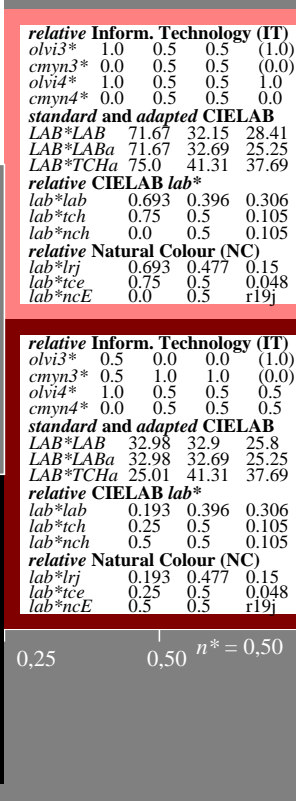 relative Inform. Technology (IT)
olvi3* 1.0 0.5 0.5 (1.0)
cmyn3* 0.0 0.5 0.5 (0.0)
olvi4* 1.0 0.5 0.5 1.0
cmyn4* 0.0 0.5 0.5 0.0
standard and adapted CIELAB
LAB*LAB 71.67 32.15 28.41
LAB*LABa 71.67 32.69 25.25
LAB*TCHa 75.0 41.31 37.69
relative CIELAB lab*
lab*lab 0.693 0.396 0.306
lab*tch 0.75 0.5 0.105
lab*nch 0.0 0.5 0.105
relative Natural Colour (NC)
lab*lrj 0.693 0.477 0.15
lab*tce 0.75 0.5 0.048
lab*ncE 0.0 0.5 r19j
relative Inform. Technology (IT)
olvi3* 0.5 0.0 0.0 (1.0)
cmyn3* 0.5 1.0 1.0 (0.0)
olvi4* 1.0 0.5 0.5 0.5
cmyn4* 0.0 0.5 0.5 0.5
standard and adapted CIELAB
LAB*LAB 32.98 32.9 25.8
LAB*LABa 32.98 32.69 25.25
LAB*TCHa 25.01 41.31 37.69
relative CIELAB lab*
lab*lab 0.193 0.396 0.306
lab*tch 0.25 0.5 0.105
lab*nch 0.5 0.5 0.105
relative Natural Colour (NC)
lab*lrj 0.193 0.477 0.15
lab*tce 0.25 0.5 0.048
lab*ncE 0.5 0.5 r19j
n* = 0,50
0,25 0,50